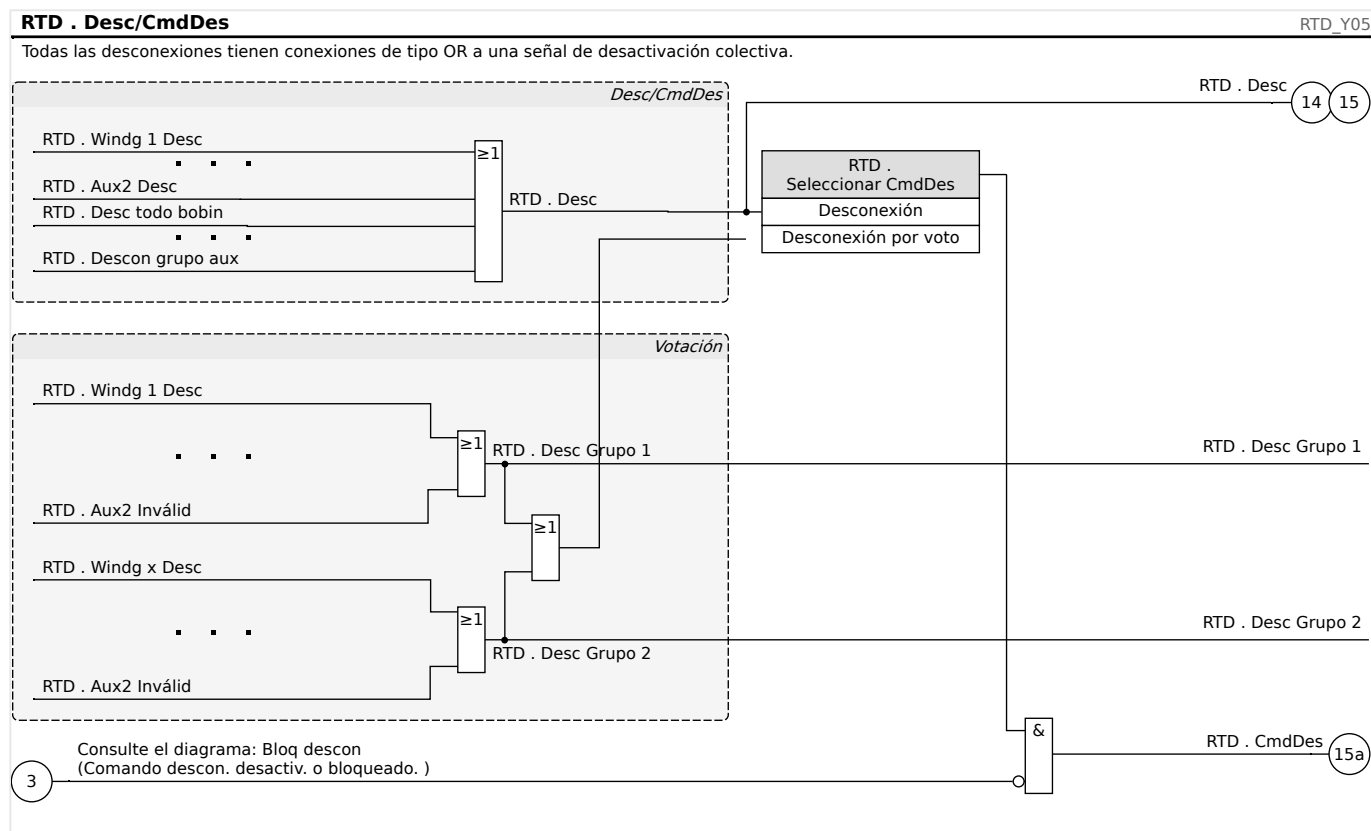 RTD . Desc/CmdDes
RTD_Y05
Todas las desconexiones tienen conexiones de tipo OR a una señal de desactivación colectiva.
Desc/CmdDes
RTD . Desc
14
15
RTD . Windg 1 Desc
≥1
RTD . Aux2 Desc
RTD . Desc
RTD . Desc todo bobin
RTD . Descon grupo aux
RTD .
Seleccionar CmdDes
Desconexión
Desconexión por voto
Votación
RTD . Windg 1 Desc
≥1
RTD . Desc Grupo 1
RTD . Desc Grupo 1
RTD . Aux2 Inválid
≥1
RTD . Windg x Desc
≥1
RTD . Desc Grupo 2
RTD . Desc Grupo 2
RTD . Aux2 Inválid
Consulte el diagrama: Bloq descon
(Comando descon. desactiv. o bloqueado. )
3
&
RTD . CmdDes
15a